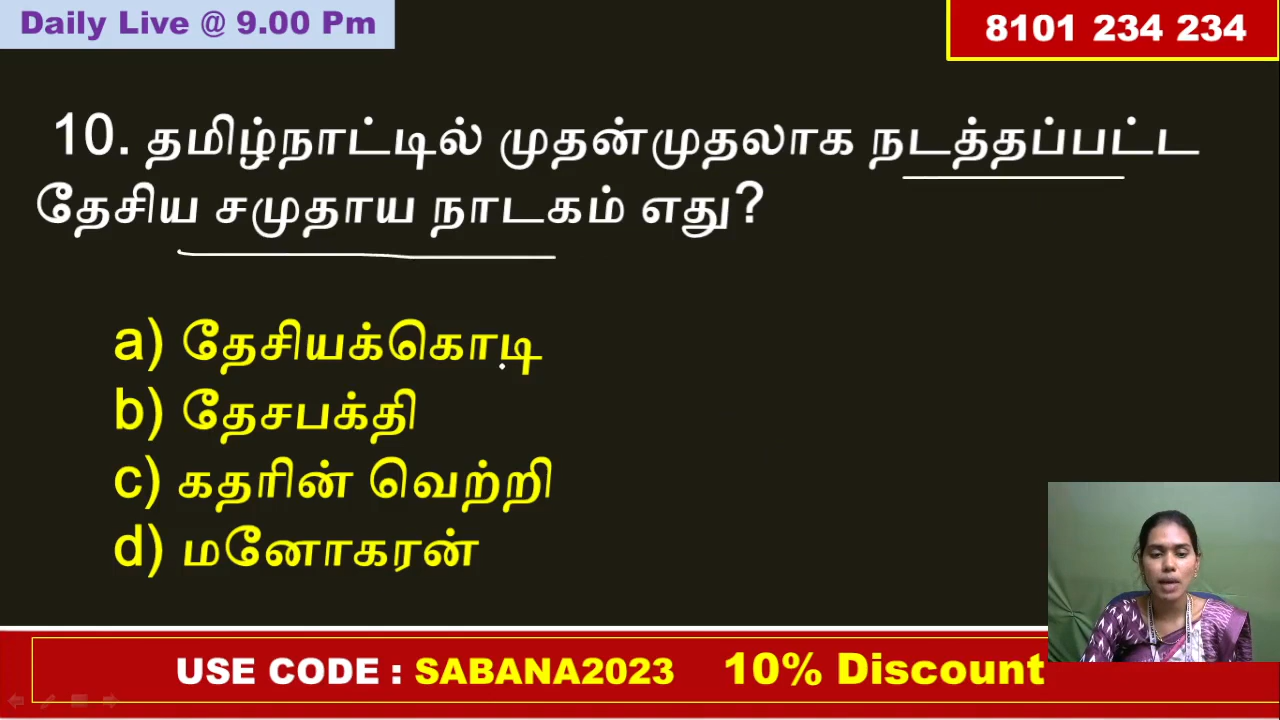 Daily Live @ 9.00 Pm
8101 234 234
10. தமிழ்நாட்டில் முதன்முதலாக நடத்தப்பட்ட
தேசிய சமுதாய நாடகம் எது?
a) தேசியக்கொடி
b) தேசபக்தி
c) கதரின் வெற்றி
d) மனோகரன்
USE CODE : SABANA2023 10% Discount